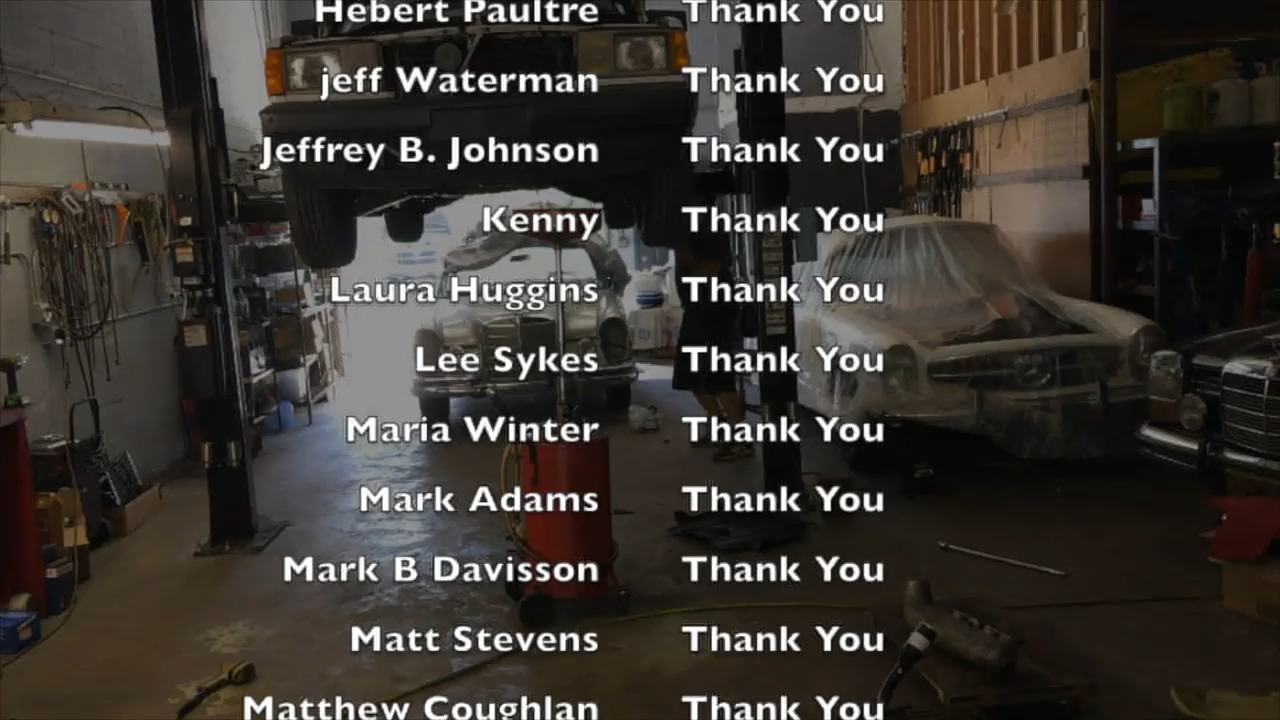 Hebert Paultre Thank You
jeff Waterman Thank You
Jeffrey B. Johnson Thank You
Kenny Thank You
Laura Huggins Thank You
Lee Sykes Thank You
Maria Winter Thank You
Mark Adams Thank You
Mark B Davisson Thank You
Matt Stevens Thank You
Matthew Coughlan Thank You